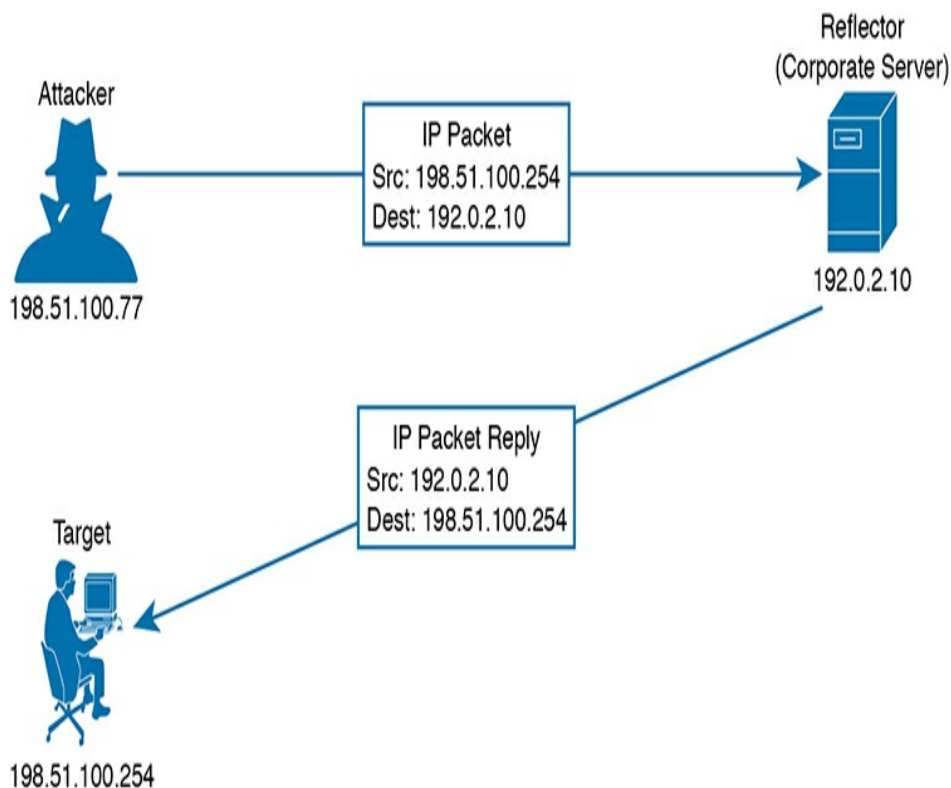 Attacker
198.51.100.77
IP Packet
Src: 198.51.100.254
Dest: 192.0.2.10
Reflector
(Corporate Server)
192.0.2.10
IP Packet Reply
Src: 192.0.2.10
Dest: 198.51.100.254
Target
198.51.100.254